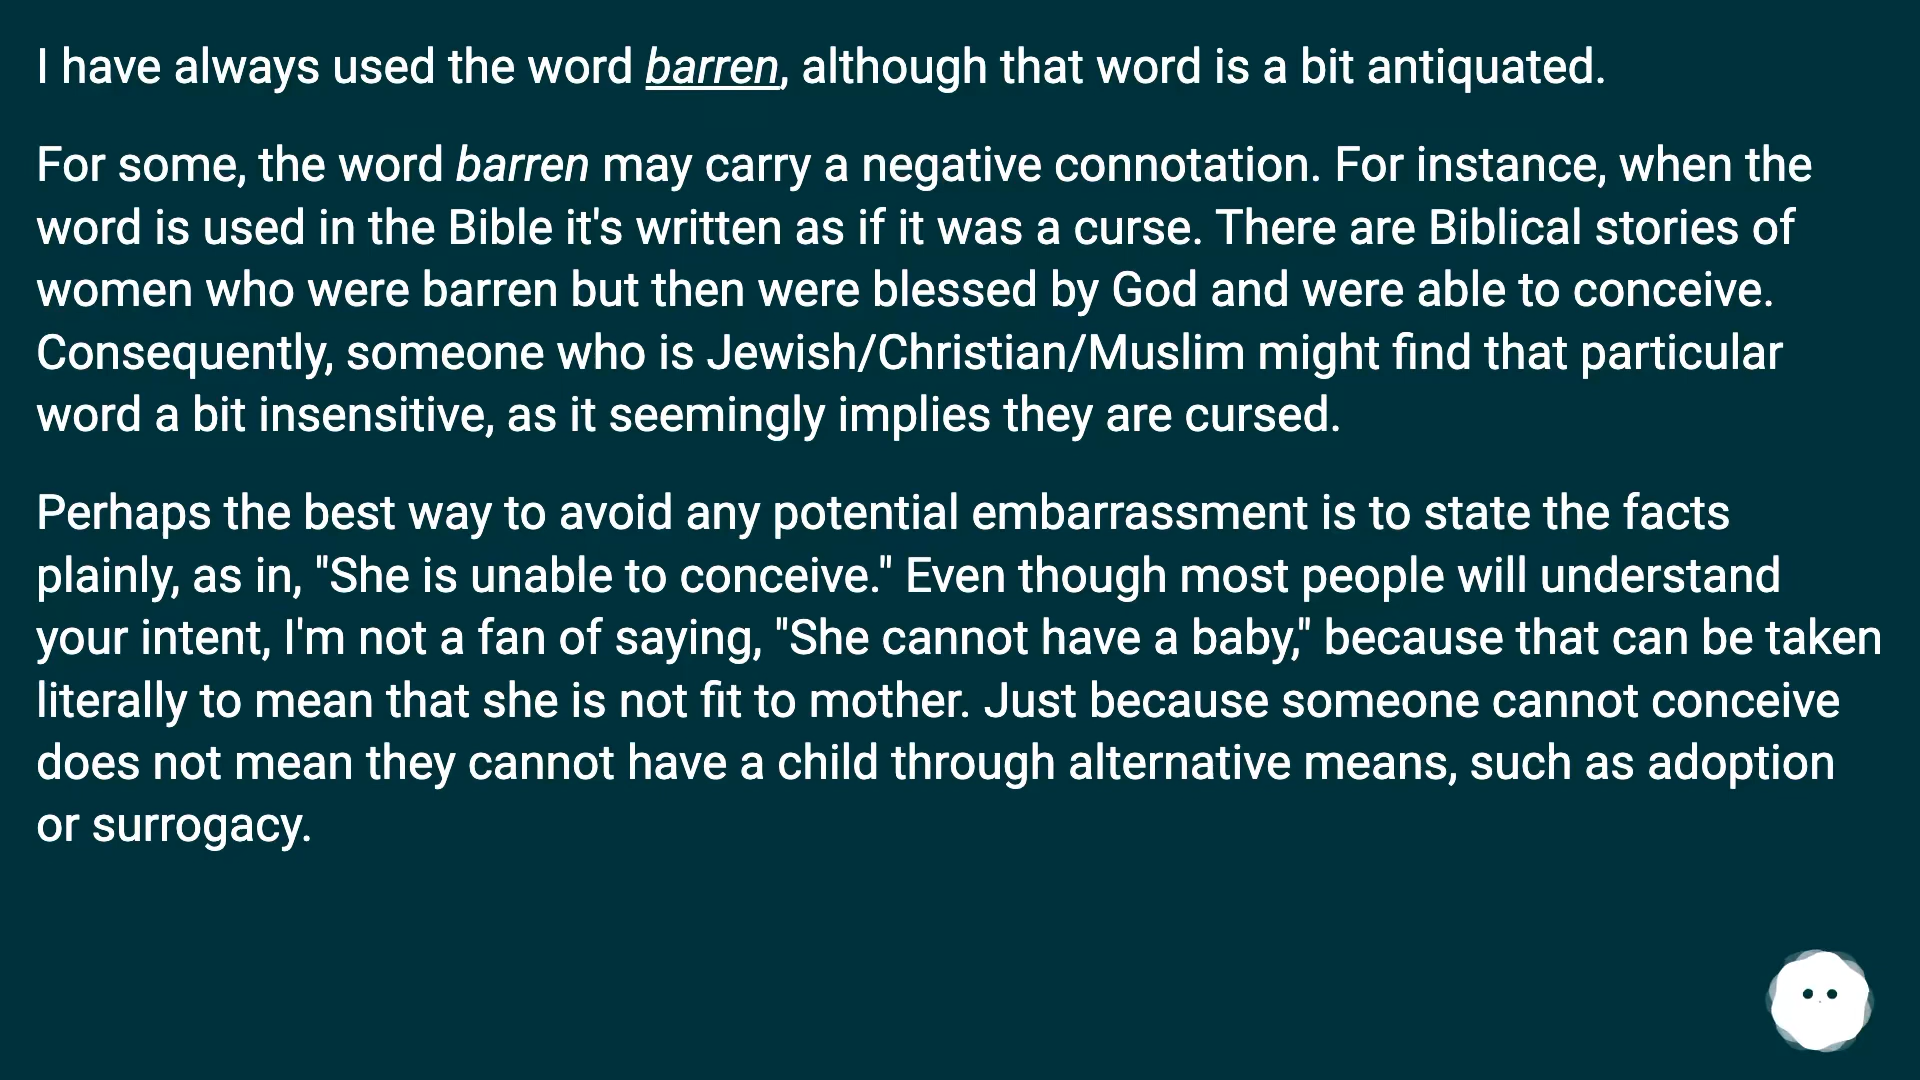 I have always used the word barren, although that word is a bit antiquated.
For some, the word barren may carry a negative connotation. For instance, when the
word is used in the Bible it's written as if it was a curse. There are Biblical stories of
women who were barren but then were blessed by God and were able to conceive.
Consequently, someone who is Jewish/Christian/Muslim might find that particular
word a bit insensitive, as it seemingly implies they are cursed.
Perhaps the best way to avoid any potential embarrassment is to state the facts
plainly, as in, "She is unable to conceive." Even though most people will understand
your intent, I'm not a fan of saying, "She cannot have a baby," because that can be taken
literally to mean that she is not fit to mother. Just because someone cannot conceive
does not mean they cannot have a child through alternative means, such as adoption
or surrogacy.